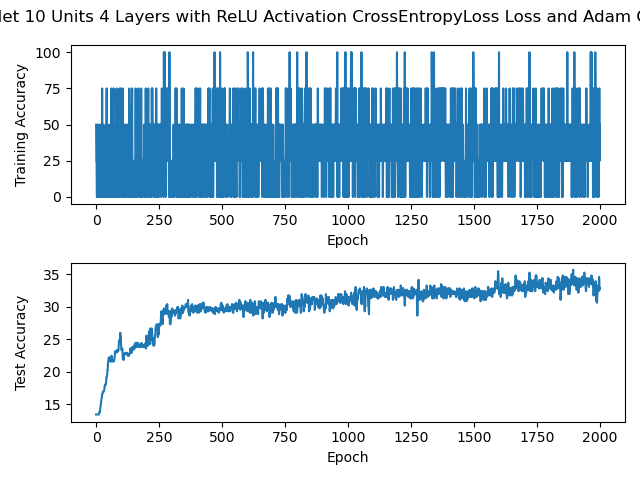 et 10 Units 4 Layers with ReLU Activation CrossEntropyLoss Loss and Adam
Training Accuracy
100
75
50
25
0
0 250 500 750 1000 1250 1500 1750 2000
Epoch
Test Accuracy
35
30
25
20
15
0 250 500 750 1000 1250 1500 1750 2000
Epoch